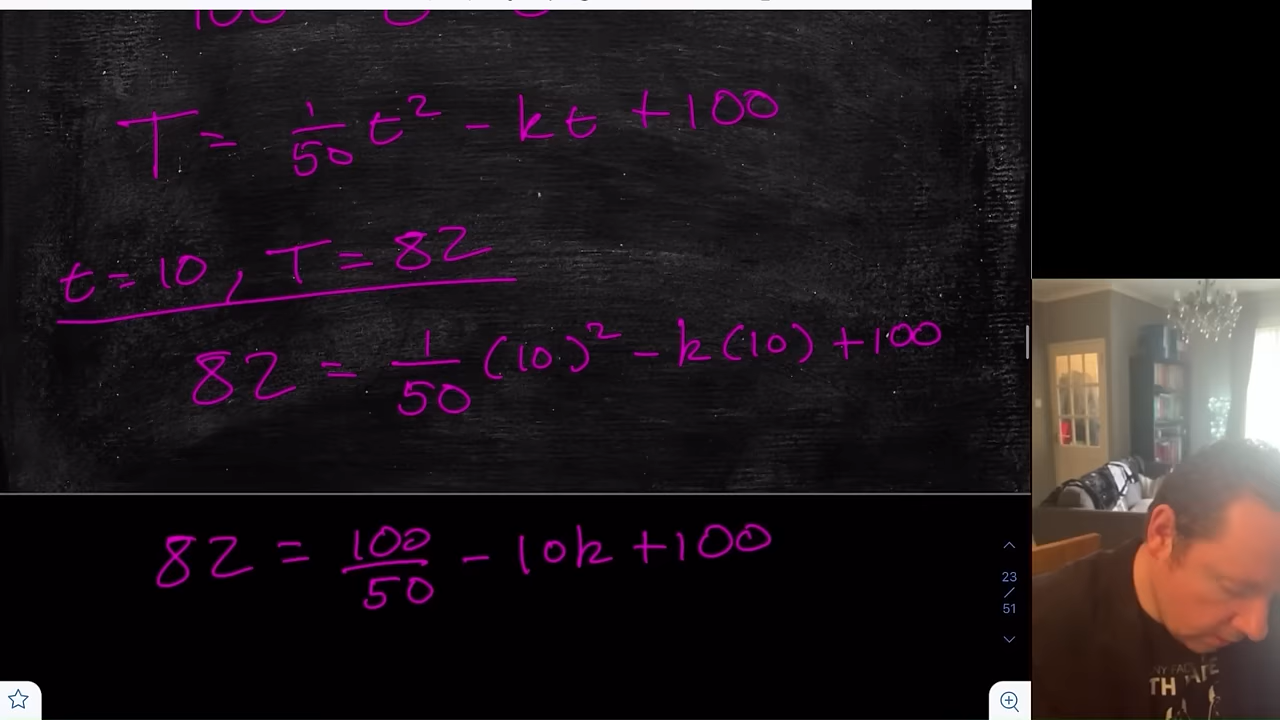 T = 1/50 t² - kt + 100
t = 10, T = 82
82 = 1/50 (10)² - k(10) + 100
82 = 100/50 - 10k + 100
23
/
51